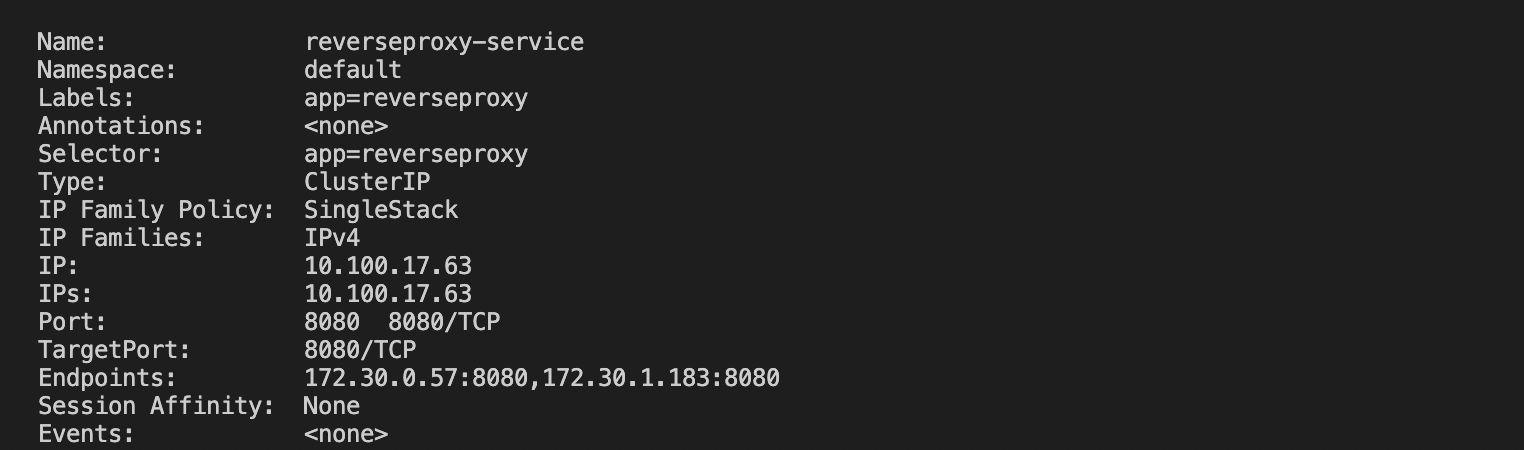 Name:              reverseproxy-service
Namespace:         default
Labels:            app=reverseproxy
Annotations:       <none>
Selector:          app=reverseproxy
Type:              ClusterIP
IP Family Policy:  SingleStack
IP Families:       IPv4
IP:                10.100.17.63
IPs:               10.100.17.63
Port:              8080  8080/TCP
TargetPort:        8080/TCP
Endpoints:         172.30.0.57:8080,172.30.1.183:8080
Session Affinity:  None
Events:            <none>